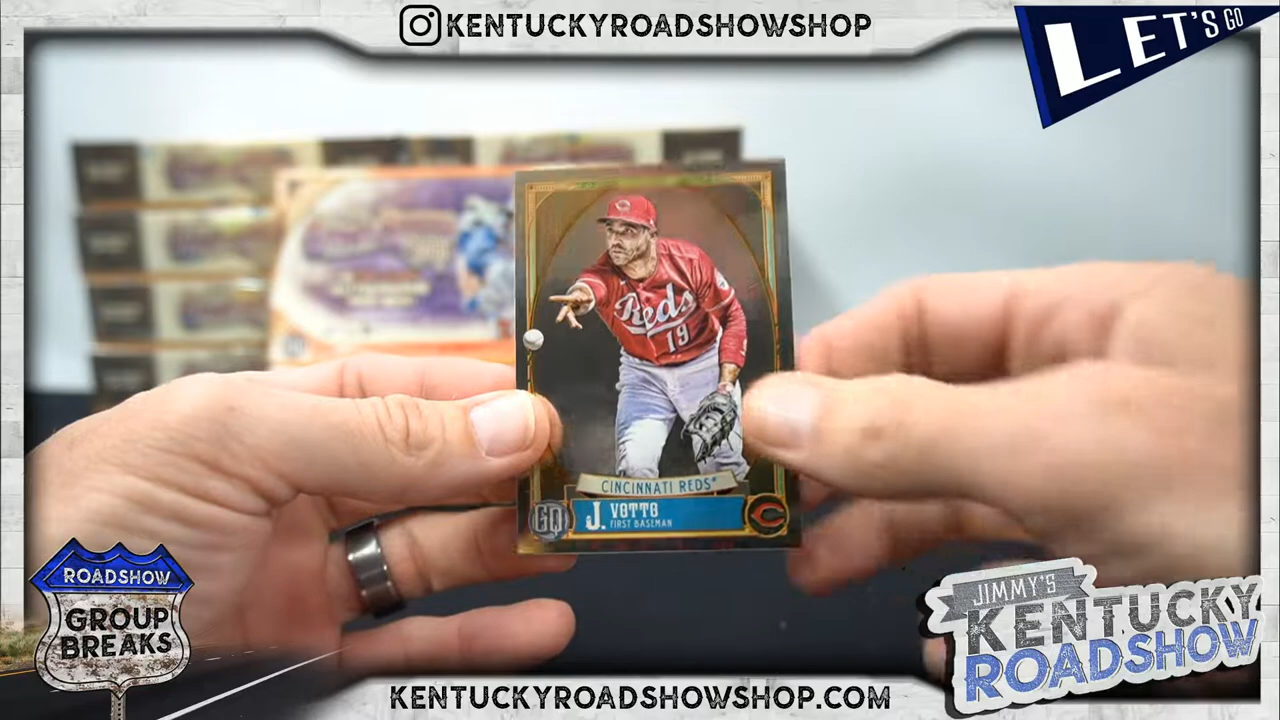 KENTUCKYROADSHOWSHOP
LET'S GO
Reds
19
CINCINNATI REDS
GQ
J. VOTTO
FIRST BASEMAN
C
ROADSHOW
GROUP
BREAKS
JIMMY'S
KENTUCKY
ROADSHOW
KENTUCKYROADSHOWSHOP.COM